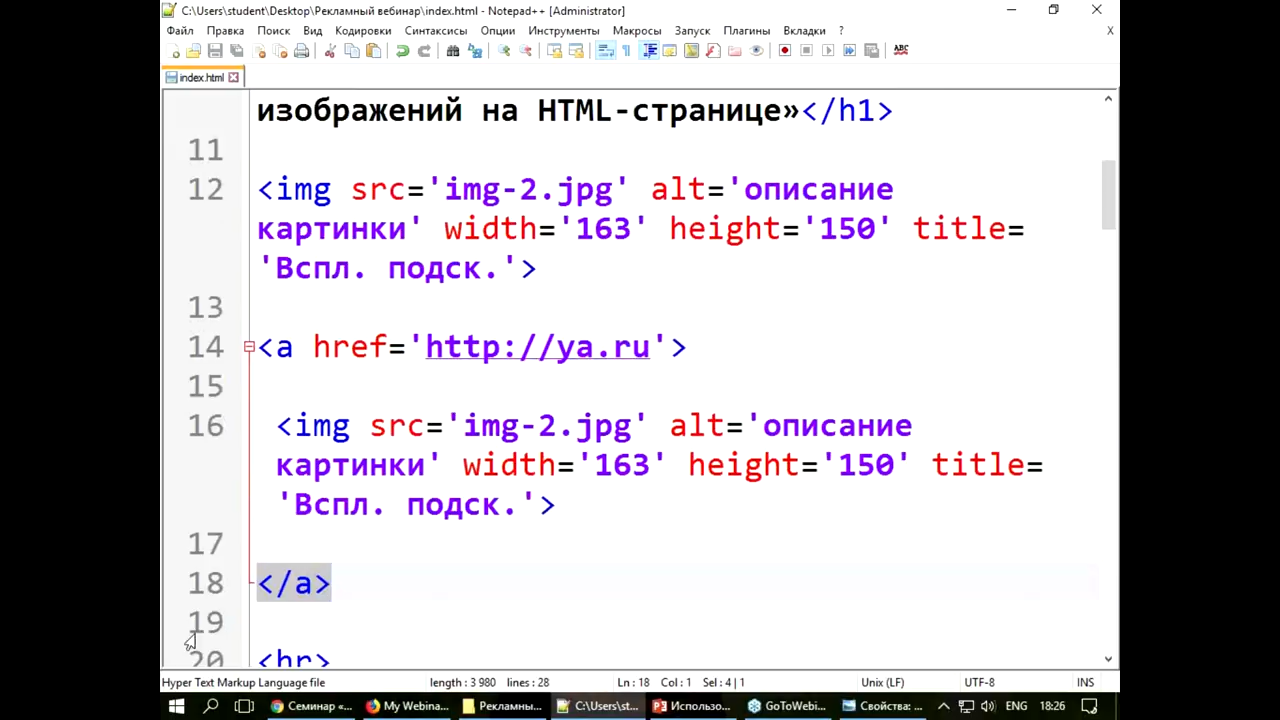 C:\Users\student\Desktop\Рекламный вебинар\index.html - Notepad++ [Administrator]
Файл Правка Поиск Вид Кодировки Синтаксисы Опции Инструменты Макросы Запуск Плагины Вкладки ? X
ABC
index.html
изображений на HTML-странице»</h1>
11
12 <img src='img-2.jpg' alt='описание
картинки' width='163' height='150' title=
'Вспл. подск.'>
13
14 <a href='http://ya.ru'>
15
16 <img src='img-2.jpg' alt='описание
картинки' width='163' height='150' title=
'Вспл. подск.'>
17
18 </a>
19
20 <hr>
Hyper Text Markup Language file length : 3 980 lines : 28 Ln : 18 Col : 1 Sel : 4 | 1 Unix (LF) UTF-8 INS
Семинар «... My Webina... Рекламны... C:\Users\st... Использо... GoToWebi... Свойства: ... ENG 18:26